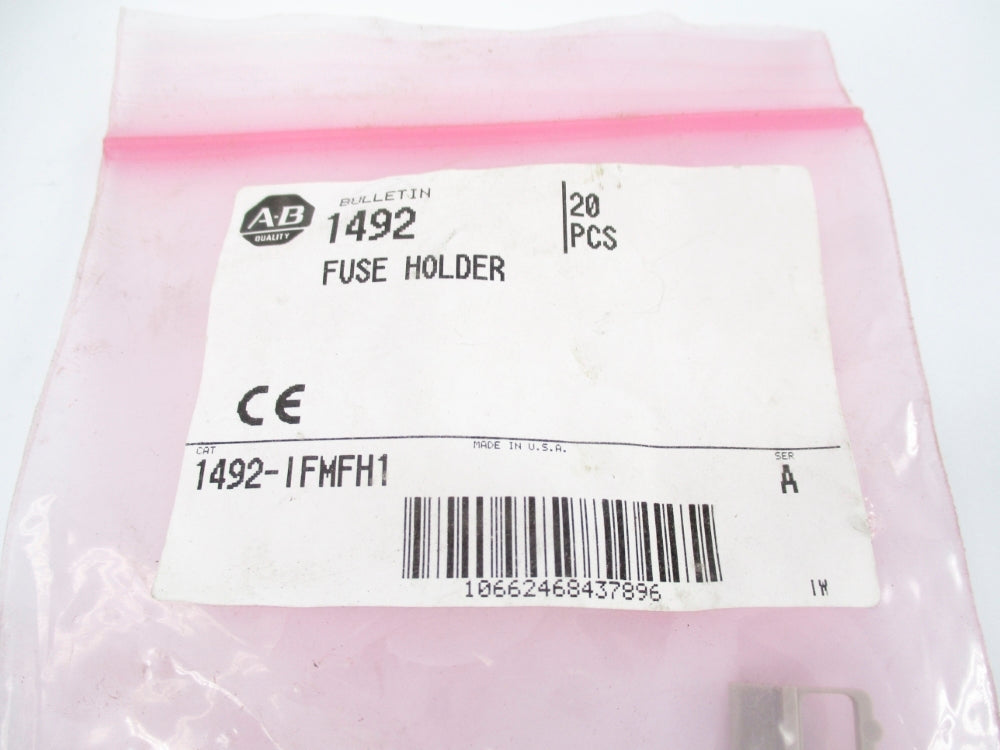 A·B
QUALITY
BULLETIN
1492
20
PCS
FUSE HOLDER
CE
MADE IN U.S.A.
CAT
1492-IFMFH1
SER
A
10662468437896
IW